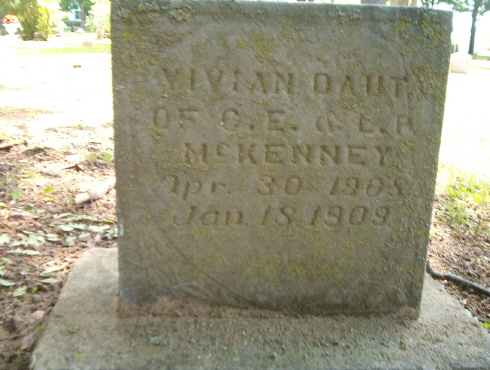 VIVIAN DAUT.
OF C. E. & E. P.
McKENNEY
Apr. 30 1908
Jan. 18, 1909